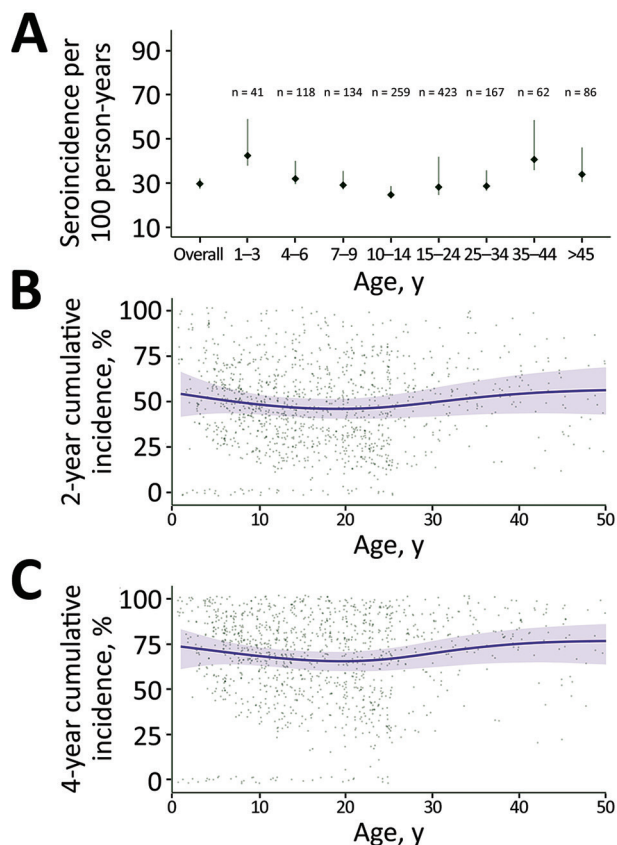 A
Seroincidence per
100 person-years
90
70
50
30
10
n = 41 n = 118 n = 134 n = 259 n = 423 n = 167 n = 62 n = 86
Overall 1–3 4–6 7–9 10–14 15–24 25–34 35–44 >45
Age, y
B
2-year cumulative
incidence, %
100
75
50
25
0
0 10 20 30 40 50
Age, y
C
4-year cumulative
incidence, %
100
75
50
25
0
0 10 20 30 40 50
Age, y